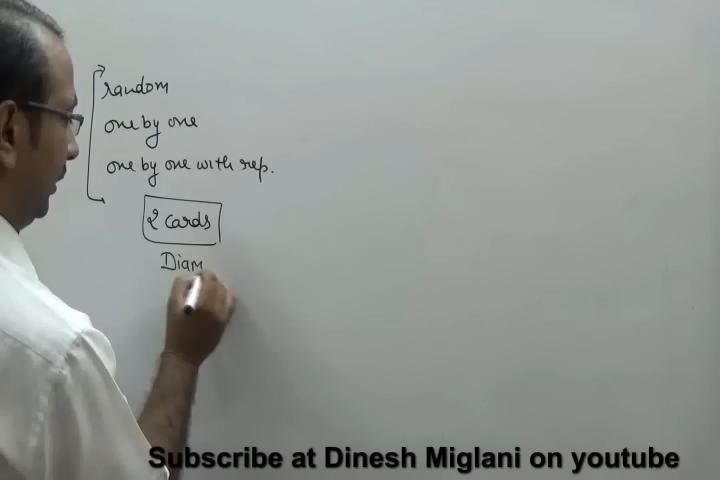 random
one by one
one by one with rep.
2 cards
Diam
Subscribe at Dinesh Miglani on youtube